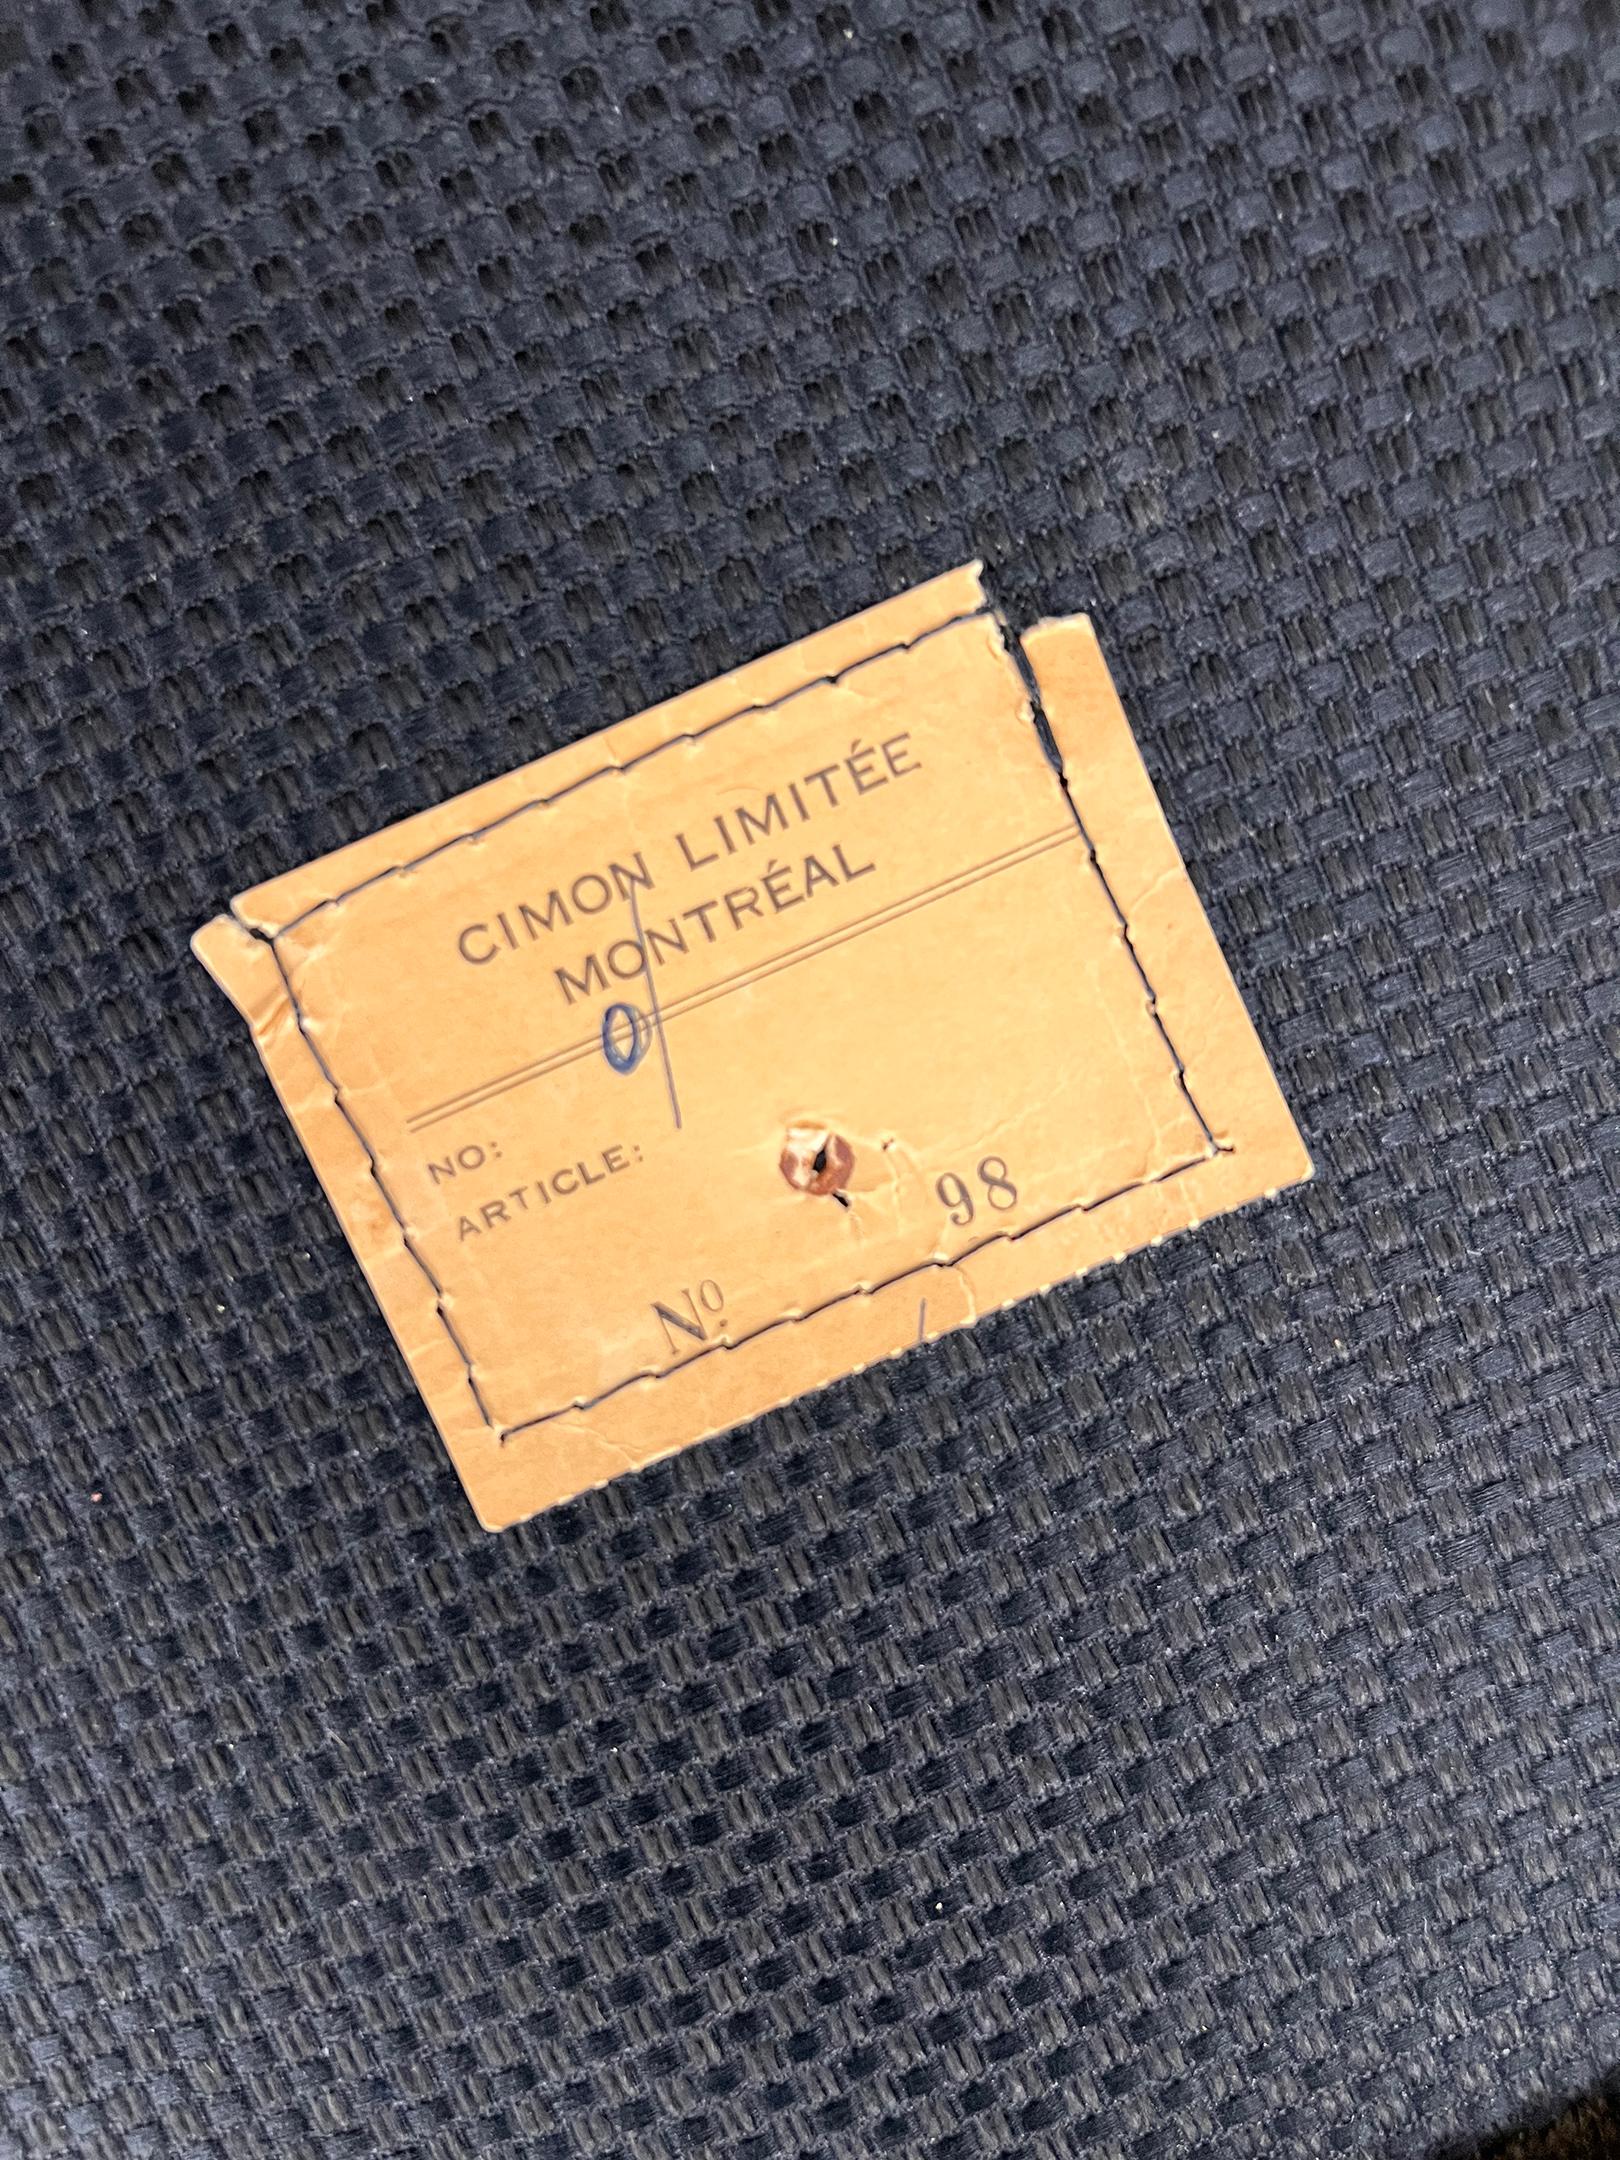 CIMON LIMITÉE
MONTRÉAL
0
NO:
ARTICLE:
Nº 98